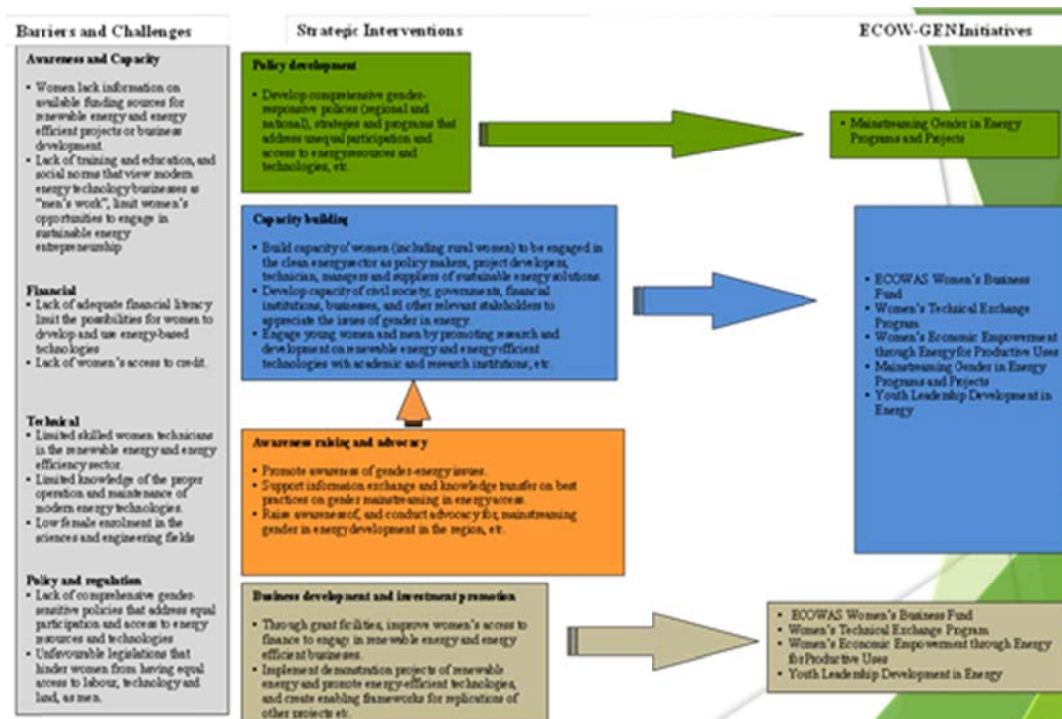 Barriers and Challenges
Awareness and Capacity
▪ Women lack information on
available funding sources for
renewable energy and energy
efficient projects or business
development.
▪ Lack of training and education, and
social norms that view modern
energy technology businesses as
"men's work", limit women's
opportunities to engage in
sustainable energy
entrepreneurship
Financial
▪ Lack of adequate financial literacy
limit the possibilities for women to
develop and use energy-based
technologies
▪ Lack of women's access to credit.
Technical
▪ Limited skilled women technicians
in the renewable energy and energy
efficiency sector.
▪ Limited knowledge of the proper
operation and maintenance of
modern energy technologies.
▪ Low female enrolment in the
sciences and engineering fields
Policy and regulation
▪ Lack of comprehensive gender-
sensitive policies that address equal
participation and access to energy
resources and technologies
▪ Unfavourable legislations that
hinder women from having equal
access to labour, technology and
land, as men.
Strategic Interventions
Policy development
▪ Develop comprehensive gender-
responsive polices (regional and
national), strategies and programs that
address unequal participation and
access to energy resources and
technologies, etc.
Capacity building
▪ Build capacity of women (including rural women) to be engaged in
the clean energy sector as policy makers, project developers,
technician, mangers and suppliers of sustainable energy solutions.
▪ Develop capacity of civil society, governments, financial
institutions, businesses, and other relevant stakeholders to
appreciate the issues of gender in energy.
▪ Engage young women and men by promoting research and
development on renewable energy and energy efficient
technologies with academic and research institutions, etc.
Awareness raising and advocacy
▪ Promote awareness of gender-energy issues.
▪ Support information exchange and knowledge transfer on best
practices on gender mainstreaming in energy access.
▪ Raise awareness of, and conduct advocacy for, mainstreaming
gender in energy development in the region, etc.
Business development and investment promotion
▪ Through grant facilities, improve women's access to
finance to engage in renewable energy and energy
efficient businesses.
▪ Implement demonstration projects of renewable
energy and promote energy-efficient technologies,
and create enabling frameworks for replications of
other projects etc.
ECOW-GEN Initiatives
▪ Mainstreaming Gender in Energy
Programs and Projects
▪ ECOWAS Women's Business
Fund
▪ Women's Technical Exchange
Program
▪ Women's Economic Empowerment
through Energy for Productive Uses
▪ Mainstreaming Gender in Energy
Programs and Projects
▪ Youth Leadership Development in
Energy
▪ ECOWAS Women's Business Fund
▪ Women's Technical Exchange Program
▪ Women's Economic Empowerment through Energy
for Productive Uses
▪ Youth Leadership Development in Energy